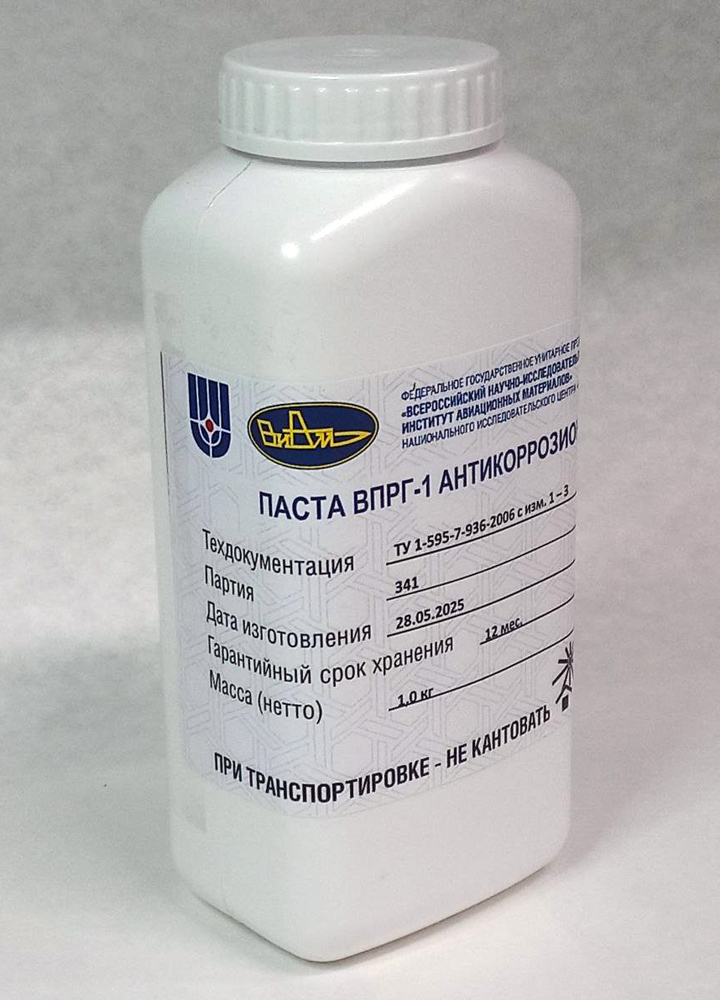 ВИАМ
ФЕДЕРАЛЬНОЕ ГОСУДАРСТВЕННОЕ УНИТАРНОЕ
«ВСЕРОССИЙСКИЙ НАУЧНО-ИССЛЕДОВАТЕЛЬ
ИНСТИТУТ АВИАЦИОННЫХ МАТЕРИАЛОВ»
НАЦИОНАЛЬНОГО ИССЛЕДОВАТЕЛЬСКОГО ЦЕНТРА
ПАСТА ВПРГ-1 АНТИКОРРОЗИО
Техдокументация ТУ 1-595-7-936-2006 с изм. 1 – 3
Партия 341
Дата изготовления 28.05.2025
Гарантийный срок хранения 12 мес.
Масса (нетто) 1,0 кг
ПРИ ТРАНСПОРТИРОВКЕ - НЕ КАНТОВАТЬ